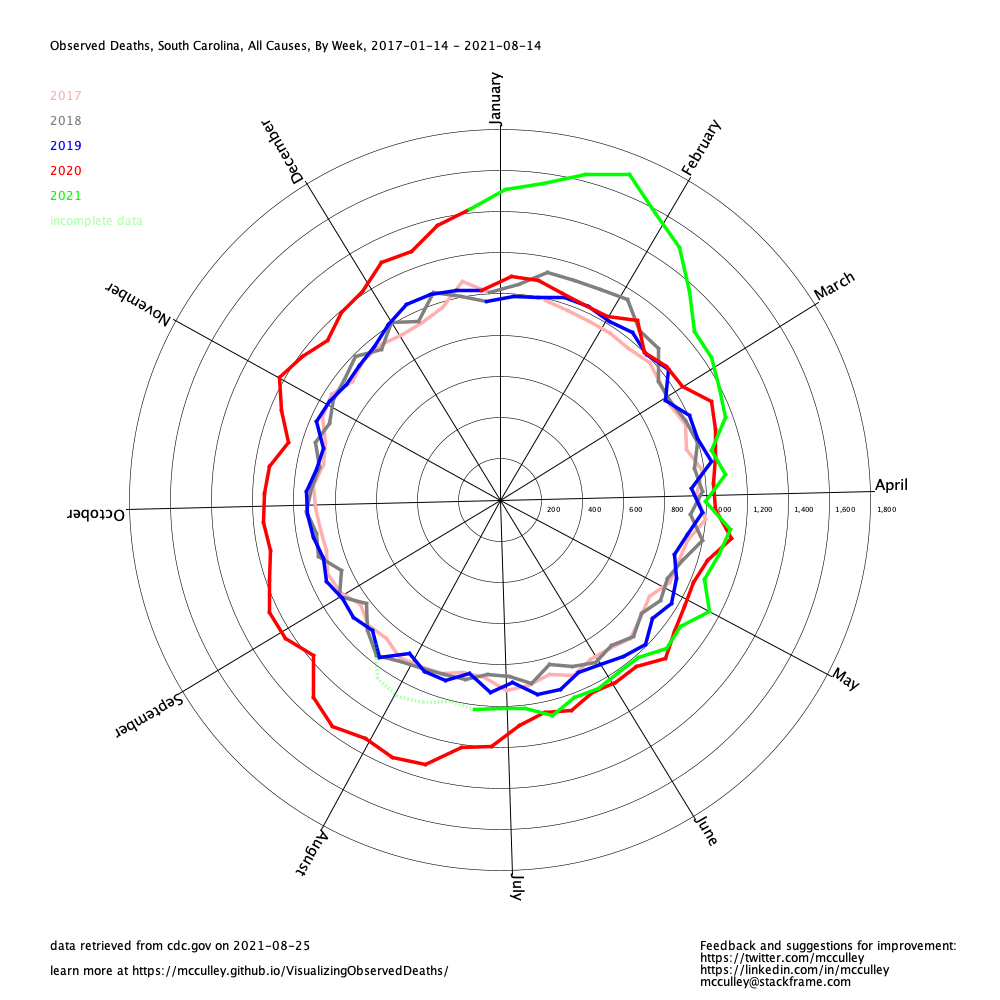 Observed Deaths, South Carolina, All Causes, By Week, 2017-01-14 - 2021-08-14
2017
2018
2019
2020
2021
incomplete data
January
February
March
April
May
June
July
August
September
October
November
December
200
400
600
800
1,000
1,200
1,400
1,600
1,800
data retrieved from cdc.gov on 2021-08-25
learn more at https://mcculley.github.io/VisualizingObservedDeaths/
Feedback and suggestions for improvement:
https://twitter.com/mcculley
https://linkedin.com/in/mcculley
mcculley@stackframe.com